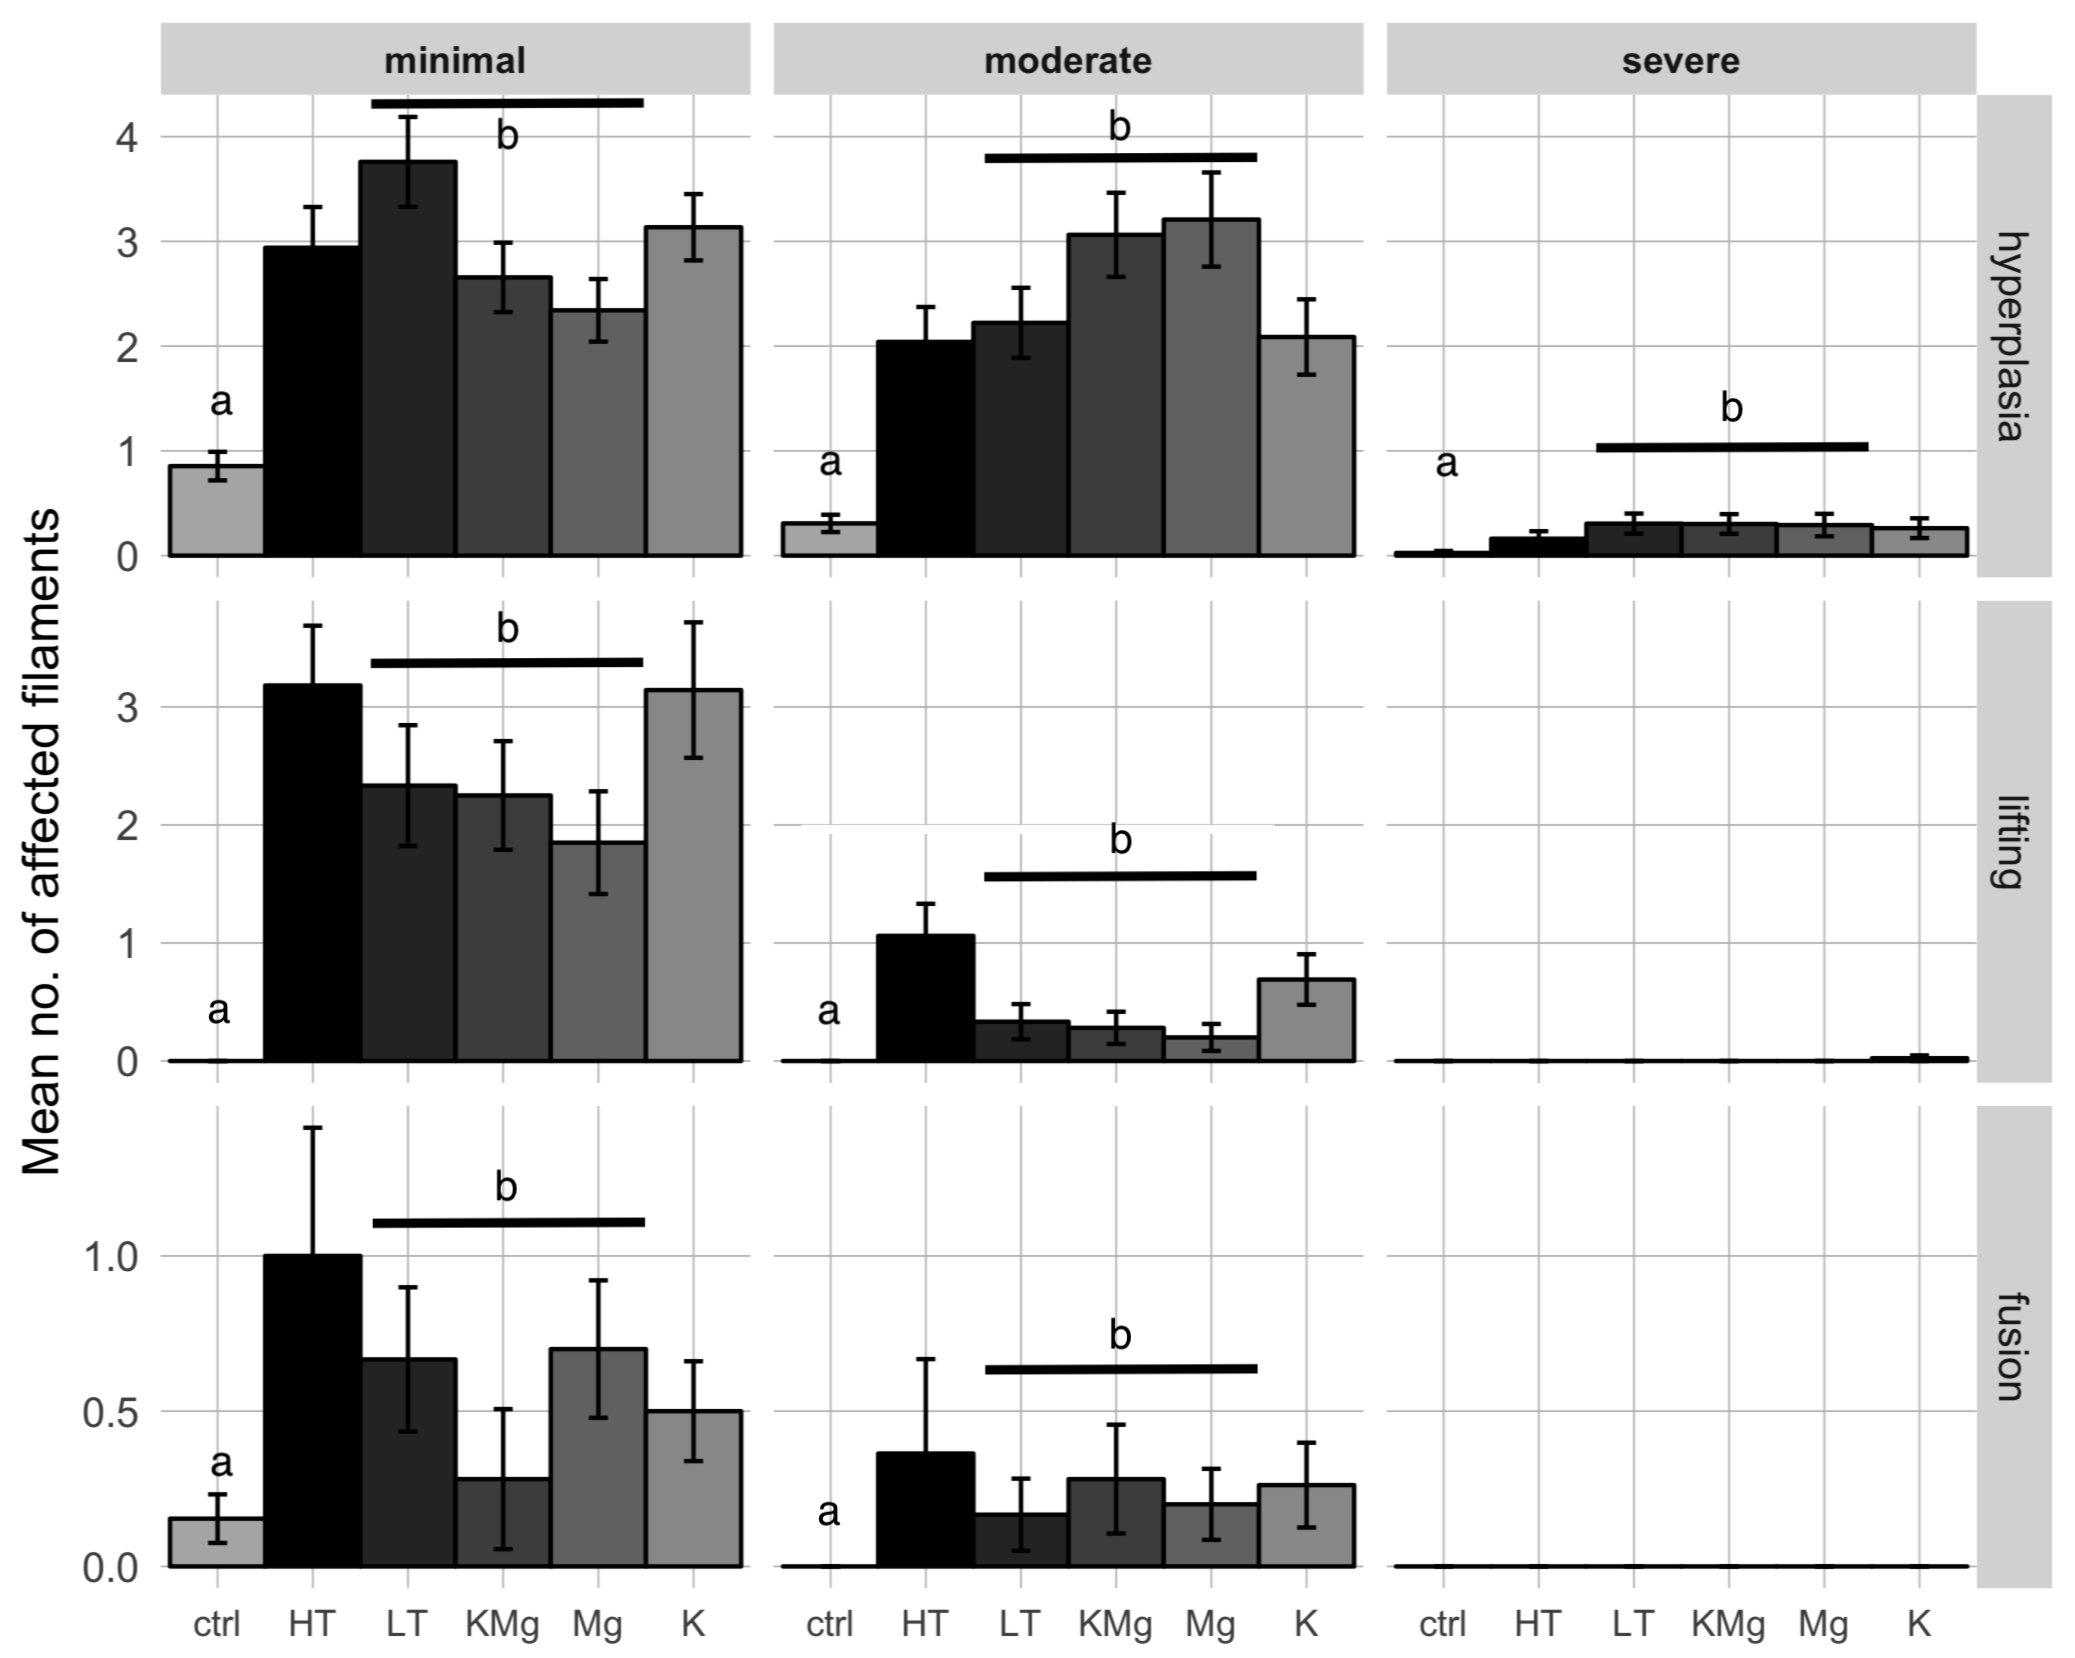 minimal moderate severe
Mean no. of affected filaments
4
3
2
1
0
a b
a b
a b
hyperplasia
3
2
1
0
a b
a b
lifting
1.0
0.5
0.0
a b
a b
fusion
ctrl HT LT KMg Mg K
ctrl HT LT KMg Mg K
ctrl HT LT KMg Mg K